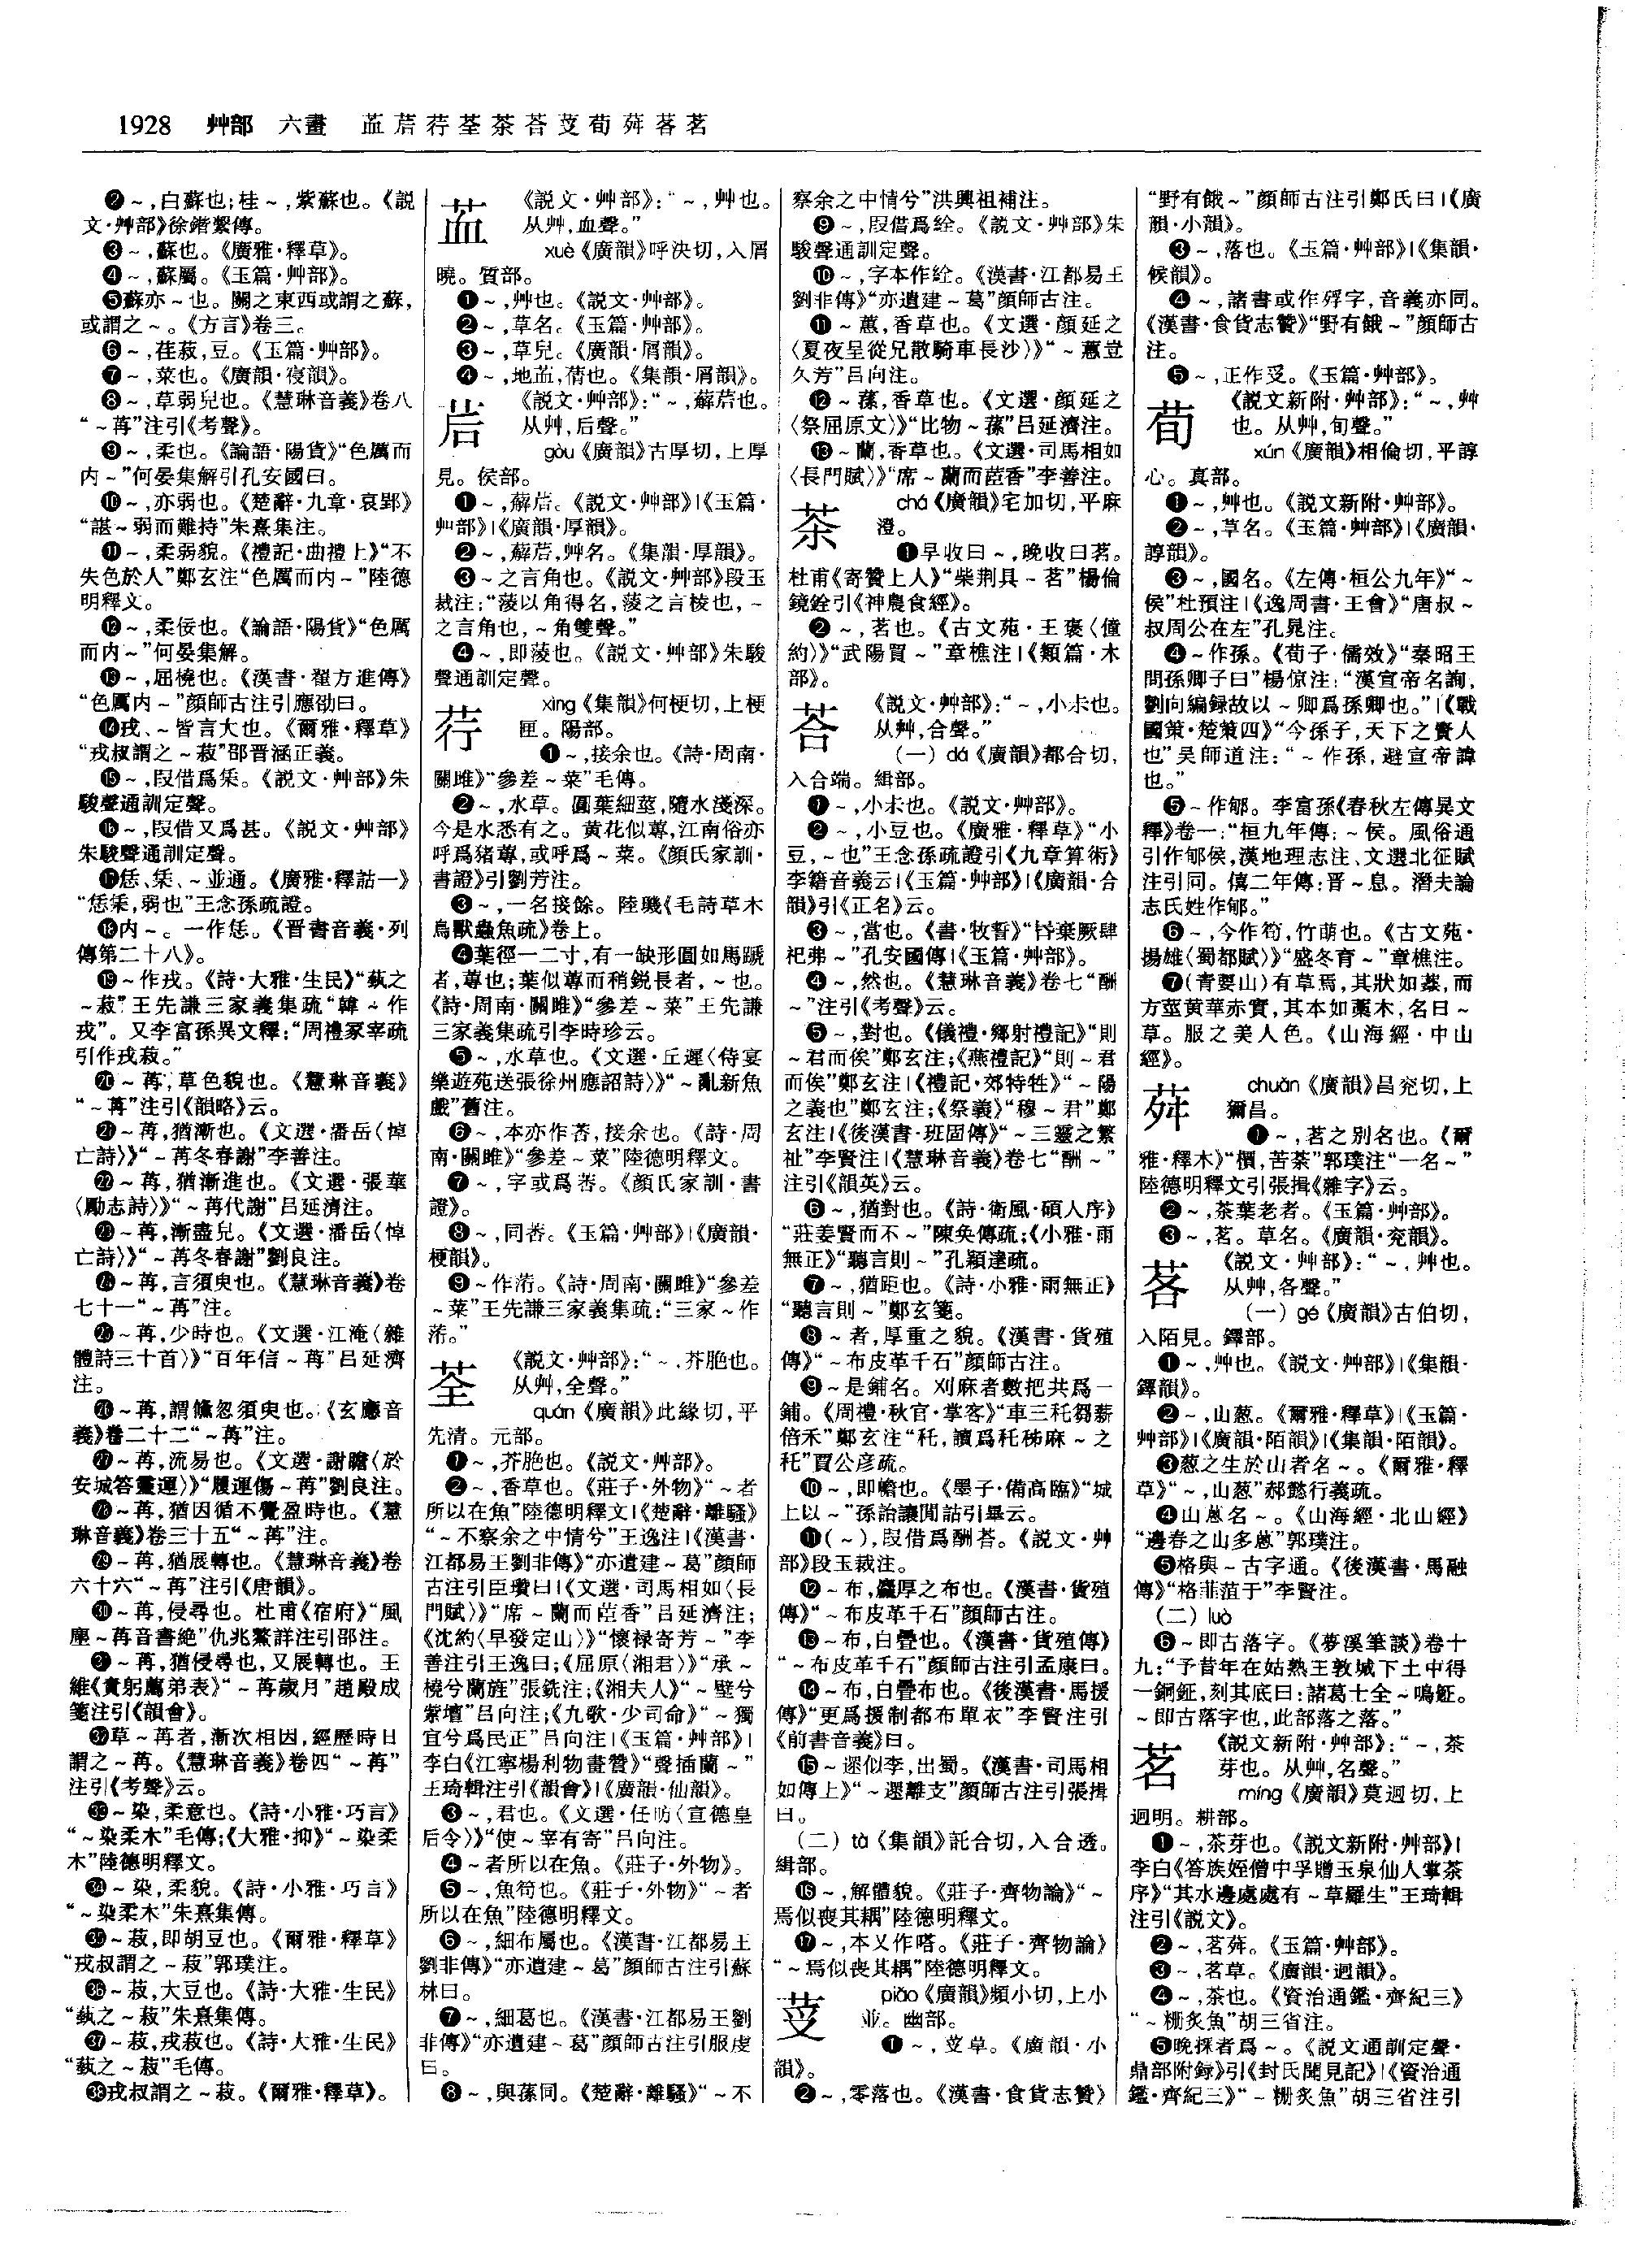 1928 艸部 六畫 䒸茩荇荃茶荅荽荀荈茖茗
❷～,白蘇也;桂～,紫蘇也。《説
文·艸部》徐鍇繫傳。
❸～,蘇也。《廣雅·釋草》。
❹～,蘇屬。《玉篇·艸部》。
❺蘇亦～也。關之東西或謂之蘇,
或謂之～。《方言》卷三。
❻～,荏菽,豆。《玉篇·艸部》。
❼～,菜也。《廣韻·寑韻》。
❽～,草弱皃也。《慧琳音義》卷八
“～苒”注引《考聲》。
❾～,柔也。《論語·陽貨》“色厲而
内～”何晏集解引孔安國曰。
❿～,亦弱也。《楚辭·九章·哀郢》
“諶～弱而難持”朱熹集注。
⓫～,柔弱貌。《禮記·曲禮上》“不
失色於人”鄭玄注“色厲而内～”陸德
明釋文。
⓬～,柔佞也。《論語·陽貨》“色厲
而内～”何晏集解。
⓭～,屈橈也。《漢書·翟方進傳》
“色厲内～”顔師古注引應劭曰。
⓮戎、～皆言大也。《爾雅·釋草》
“戎叔謂之～菽”邵晋涵正義。
⓯～,叚借爲栠。《説文·艸部》朱
駿聲通訓定聲。
⓰～,叚借又爲甚。《説文·艸部》
朱駿聲通訓定聲。
⓱恁、栠、～並通。《廣雅·釋詁一》
“恁栠,弱也”王念孫疏證。
⓲内～。一作恁。《晋書音義·列
傳第二十八》。
⓳～作戎。《詩·大雅·生民》“蓺之
～菽”王先謙三家義集疏“韓～作
戎”。又李富孫異文釋:“周禮冢宰疏
引作戎菽。”
⓴～苒,草色貌也。《慧琳音義》
“～苒”注引《韻略》云。
㉑～苒,猶漸也。《文選·潘岳〈悼
亡詩〉》“～苒冬春謝”李善注。
㉒～苒,猶漸進也。《文選·張華
〈勵志詩〉》“～苒代謝”吕延濟注。
㉓～苒,漸盡皃。《文選·潘岳〈悼
亡詩〉》“～苒冬春謝”劉良注。
㉔～苒,言須臾也。《慧琳音義》卷
七十一“～苒”注。
㉕～苒,少時也。《文選·江淹〈雜
體詩三十首〉》“百年信～苒”吕延濟
注。
㉖～苒,謂儵忽須臾也。《玄應音
義》卷二十二“～苒”注。
㉗～苒,流易也。《文選·謝瞻〈於
安城答靈運〉》“履運傷～苒”劉良注。
㉘～苒,猶因循不覺盈時也。《慧
琳音義》卷三十五“～苒”注。
㉙～苒,猶展轉也。《慧琳音義》卷
六十六“～苒”注引《唐韻》。
㉚～苒,侵尋也。杜甫《宿府》“風
塵～苒音書絶”仇兆鰲詳注引邵注。
㉛～苒,猶侵尋也,又展轉也。王
維《責躬薦弟表》“～苒歲月”趙殿成
箋注引《韻會》。
㉜草～苒者,漸次相因,經歷時日
謂之～苒。《慧琳音義》卷四“～苒”
注引《考聲》云。
㉝～染,柔意也。《詩·小雅·巧言》
“～染柔木”毛傳;《大雅·抑》“～染柔
木”陸德明釋文。
㉞～染,柔貌。《詩·小雅·巧言》
“～染柔木”朱熹集傳。
㉟～菽,即胡豆也。《爾雅·釋草》
“戎叔謂之～菽”郭璞注。
㊱～菽,大豆也。《詩·大雅·生民》
“蓺之～菽”朱熹集傳。
㊲～菽,戎菽也。《詩·大雅·生民》
“蓺之～菽”毛傳。
㊳戎叔謂之～菽。《爾雅·釋草》。
䒸 《説文·艸部》:“～,艸也。
从艸,血聲。”
xuè《廣韻》呼決切,入屑
曉。質部。
❶～,艸也。《説文·艸部》。
❷～,草名。《玉篇·艸部》。
❸～,草皃。《廣韻·屑韻》。
❹～,地䒸,蒨也。《集韻·屑韻》。
茩 《説文·艸部》:“～,薢茩也。
从艸,后聲。”
gòu《廣韻》古厚切,上厚
見。侯部。
❶～,薢茩。《説文·艸部》|《玉篇·
艸部》|《廣韻·厚韻》。
❷～,薢茩,艸名。《集韻·厚韻》。
❸～之言角也。《説文·艸部》段玉
裁注:“蔆以角得名,蔆之言棱也,～
之言角也,～角雙聲。”
❹～,即蔆也。《説文·艸部》朱駿
聲通訓定聲。
荇 xìng《集韻》何梗切,上梗
匣。陽部。
❶～,接余也。《詩·周南·
關雎》“參差～菜”毛傳。
❷～,水草。圓葉細莖,隨水淺深。
今是水悉有之。黄花似蓴,江南俗亦
呼爲猪蓴,或呼爲～菜。《顔氏家訓·
書證》引劉芳注。
❸～,一名接餘。陸璣《毛詩草木
鳥獸蟲魚疏》卷上。
❹葉徑一二寸,有一缺形圓如馬蹏
者,蓴也;葉似蓴而稍鋭長者,～也。
《詩·周南·關雎》“參差～菜”王先謙
三家義集疏引李時珍云。
❺～,水草也。《文選·丘遲〈侍宴
樂遊苑送張徐州應詔詩〉》“～亂新魚
戲”舊注。
❻～,本亦作莕,接余也。《詩·周
南·關雎》“參差～菜”陸德明釋文。
❼～,字或爲莕。《顔氏家訓·書
證》。
❽～,同莕。《玉篇·艸部》|《廣韻·
梗韻》。
❾～作洐。《詩·周南·關雎》“參差
～菜”王先謙三家義集疏:“三家～作
洐。”
荃 《説文·艸部》:“～,芥脃也。
从艸,全聲。”
quán《廣韻》此緣切,平
先清。元部。
❶～,芥脃也。《説文·艸部》。
❷～,香草也。《莊子·外物》“～者
所以在魚”陸德明釋文|《楚辭·離騷》
“～不察余之中情兮”王逸注|《漢書·
江都易王劉非傳》“亦遺建～葛”顔師
古注引臣瓚曰|《文選·司馬相如〈長
門賦〉》“席～蘭而茝香”吕延濟注;
《沈約〈早發定山〉》“懷禄寄芳～”李
善注引王逸曰;《屈原〈湘君〉》“承～
橈兮蘭旌”張銑注;《湘夫人》“～壁兮
紫壇”吕向注;《九歌·少司命》“～獨
宜兮爲民正”吕向注|《玉篇·艸部》|
李白《江寧楊利物畫贊》“聲插蘭～”
王琦輯注引《韻會》|《廣韻·仙韻》。
❸～,君也。《文選·任昉〈宣德皇
后令〉》“使～宰有寄”吕向注。
❹～者所以在魚。《莊子·外物》。
❺～,魚笱也。《莊子·外物》“～者
所以在魚”陸德明釋文。
❻～,細布屬也。《漢書·江都易王
劉非傳》“亦遺建～葛”顔師古注引蘇
林曰。
❼～,細葛也。《漢書·江都易王劉
非傳》“亦遺建～葛”顔師古注引服虔
曰。
❽～,與蓀同。《楚辭·離騷》“～不
察余之中情兮”洪興祖補注。
❾～,叚借爲絟。《説文·艸部》朱
駿聲通訓定聲。
❿～,字本作絟。《漢書·江都易王
劉非傳》“亦遺建～葛”顔師古注。
⓫～蕙,香草也。《文選·顔延之
〈夏夜呈從兄散騎車長沙〉》“～蕙豈
久芳”吕向注。
⓬～蓀,香草也。《文選·顔延之
〈祭屈原文〉》“比物～蓀”吕延濟注。
⓭～蘭,香草也。《文選·司馬相如
〈長門賦〉》“席～蘭而茝香”李善注。
茶 chá《廣韻》宅加切,平麻
澄。
❶早收曰～,晚收曰茗。
杜甫《寄贊上人》“柴荆具～茗”楊倫
鏡銓引《神農食經》。
❷～,茗也。《古文苑·王褒〈僮
約〉》“武陽買～”章樵注|《類篇·木
部》。
荅 《説文·艸部》:“～,小尗也。
从艸,合聲。”
(一) dá《廣韻》都合切,
入合端。緝部。
❶～,小尗也。《説文·艸部》。
❷～,小豆也。《廣雅·釋草》“小
豆,～也”王念孫疏證引《九章算術》
李籍音義云|《玉篇·艸部》|《廣韻·合
韻》引《正名》云。
❸～,當也。《書·牧誓》“昏棄厥肆
祀弗～”孔安國傳|《玉篇·艸部》。
❹～,然也。《慧琳音義》卷七“酬
～”注引《考聲》云。
❺～,對也。《儀禮·鄉射禮記》“則
～君而俟”鄭玄注;《燕禮記》“則～君
而俟”鄭玄注|《禮記·郊特牲》“～陽
之義也”鄭玄注;《祭義》“穆～君”鄭
玄注|《後漢書·班固傳》“～三靈之繁
祉”李賢注|《慧琳音義》卷七“酬～”
注引《韻英》云。
❻～,猶對也。《詩·衛風·碩人序》
“莊姜賢而不～”陳奂傳疏;《小雅·雨
無正》“聽言則～”孔穎達疏。
❼～,猶距也。《詩·小雅·雨無正》
“聽言則～”鄭玄箋。
❽～者,厚重之貌。《漢書·貨殖
傳》“～布皮革千石”顔師古注。
❾～是鋪名。刈麻者數把共爲一
鋪。《周禮·秋官·掌客》“車三秅芻薪
倍禾”鄭玄注“秅,讀爲秅秭麻～之
秅”賈公彦疏。
❿～,即幨也。《墨子·備高臨》“城
上以～”孫詒讓閒詁引畢云。
⓫(～),叚借爲酬荅。《説文·艸
部》段玉裁注。
⓬～布,麤厚之布也。《漢書·貨殖
傳》“～布皮革千石”顔師古注。
⓭～布,白疊也。《漢書·貨殖傳》
“～布皮革千石”顔師古注引孟康曰。
⓮～布,白疊布也。《後漢書·馬援
傳》“更爲援制都布單衣”李賢注引
《前書音義》曰。
⓯～遝似李,出蜀。《漢書·司馬相
如傳上》“～遝離支”顔師古注引張揖
曰。
(二) tà《集韻》託合切,入合透。
緝部。
⓰～,解體貌。《莊子·齊物論》“～
焉似喪其耦”陸德明釋文。
⓱～,本又作嗒。《莊子·齊物論》
“～焉似喪其耦”陸德明釋文。
荽 piǎo《廣韻》頻小切,上小
並。幽部。
❶～,荽草。《廣韻·小
韻》。
❷～,零落也。《漢書·食貨志贊》
“野有餓～”顔師古注引鄭氏曰|《廣
韻·小韻》。
❸～,落也。《玉篇·艸部》|《集韻·
候韻》。
❹～,諸書或作殍字,音義亦同。
《漢書·食貨志贊》“野有餓～”顔師古
注。
❺～,正作𠬪。《玉篇·艸部》。
荀 《説文新附·艸部》:“～,艸
也。从艸,旬聲。”
xún《廣韻》相倫切,平諄
心。真部。
❶～,艸也。《説文新附·艸部》。
❷～,草名。《玉篇·艸部》|《廣韻·
諄韻》。
❸～,國名。《左傳·桓公九年》“～
侯”杜預注|《逸周書·王會》“唐叔～
叔周公在左”孔晁注。
❹～作孫。《荀子·儒效》“秦昭王
問孫卿子曰”楊倞注:“漢宣帝名詢,
劉向編録故以～卿爲孫卿也。”|《戰
國策·楚策四》“今孫子,天下之賢人
也”吴師道注:“～作孫,避宣帝諱
也。”
❺～作郇。李富孫《春秋左傳異文
釋》卷一:“桓九年傳:～侯。風俗通
引作郇侯,漢地理志注、文選北征賦
注引同。僖二年傳:晋～息。潛夫論
志氏姓作郇。”
❻～,今作筍,竹萌也。《古文苑·
揚雄〈蜀都賦〉》“盛冬育～”章樵注。
❼(青要山)有草焉,其狀如葌,而
方莖黄華赤實,其本如藁木,名曰～
草。服之美人色。《山海經·中山
經》。
荈 chuǎn《廣韻》昌兖切,上
獮昌。
❶～,茗之别名也。《爾
雅·釋木》“檟,苦荼”郭璞注“一名～”
陸德明釋文引張揖《雜字》云。
❷～,茶葉老者。《玉篇·艸部》。
❸～,茗。草名。《廣韻·兖韻》。
茖 《説文·艸部》:“～,艸也。
从艸,各聲。”
(一) gé《廣韻》古伯切,
入陌見。鐸部。
❶～,艸也。《説文·艸部》|《集韻·
鐸韻》。
❷～,山葱。《爾雅·釋草》|《玉篇·
艸部》|《廣韻·陌韻》|《集韻·陌韻》。
❸葱之生於山者名～。《爾雅·釋
草》“～,山葱”郝懿行義疏。
❹山葱名～。《山海經·北山經》
“邊春之山多葱”郭璞注。
❺格與～古字通。《後漢書·馬融
傳》“格菲菹于”李賢注。
(二) luò
❻～即古落字。《夢溪筆談》卷十
九:“予昔年在姑熟王敦城下土中得
一銅鉦,刻其底曰:諸葛士全～鳴鉦。
～即古落字也,此部落之落。”
茗 《説文新附·艸部》:“～,茶
芽也。从艸,名聲。”
míng《廣韻》莫迥切,上
迥明。耕部。
❶～,茶芽也。《説文新附·艸部》|
李白《答族姪僧中孚贈玉泉仙人掌茶
序》“其水邊處處有～草羅生”王琦輯
注引《説文》。
❷～,茗荈。《玉篇·艸部》。
❸～,茗草。《廣韻·迥韻》。
❹～,茶也。《資治通鑑·齊紀三》
“～粣炙魚”胡三省注。
❺晚採者爲～。《説文通訓定聲·
鼎部附録》引《封氏聞見記》|《資治通
鑑·齊紀三》“～粣炙魚”胡三省注引